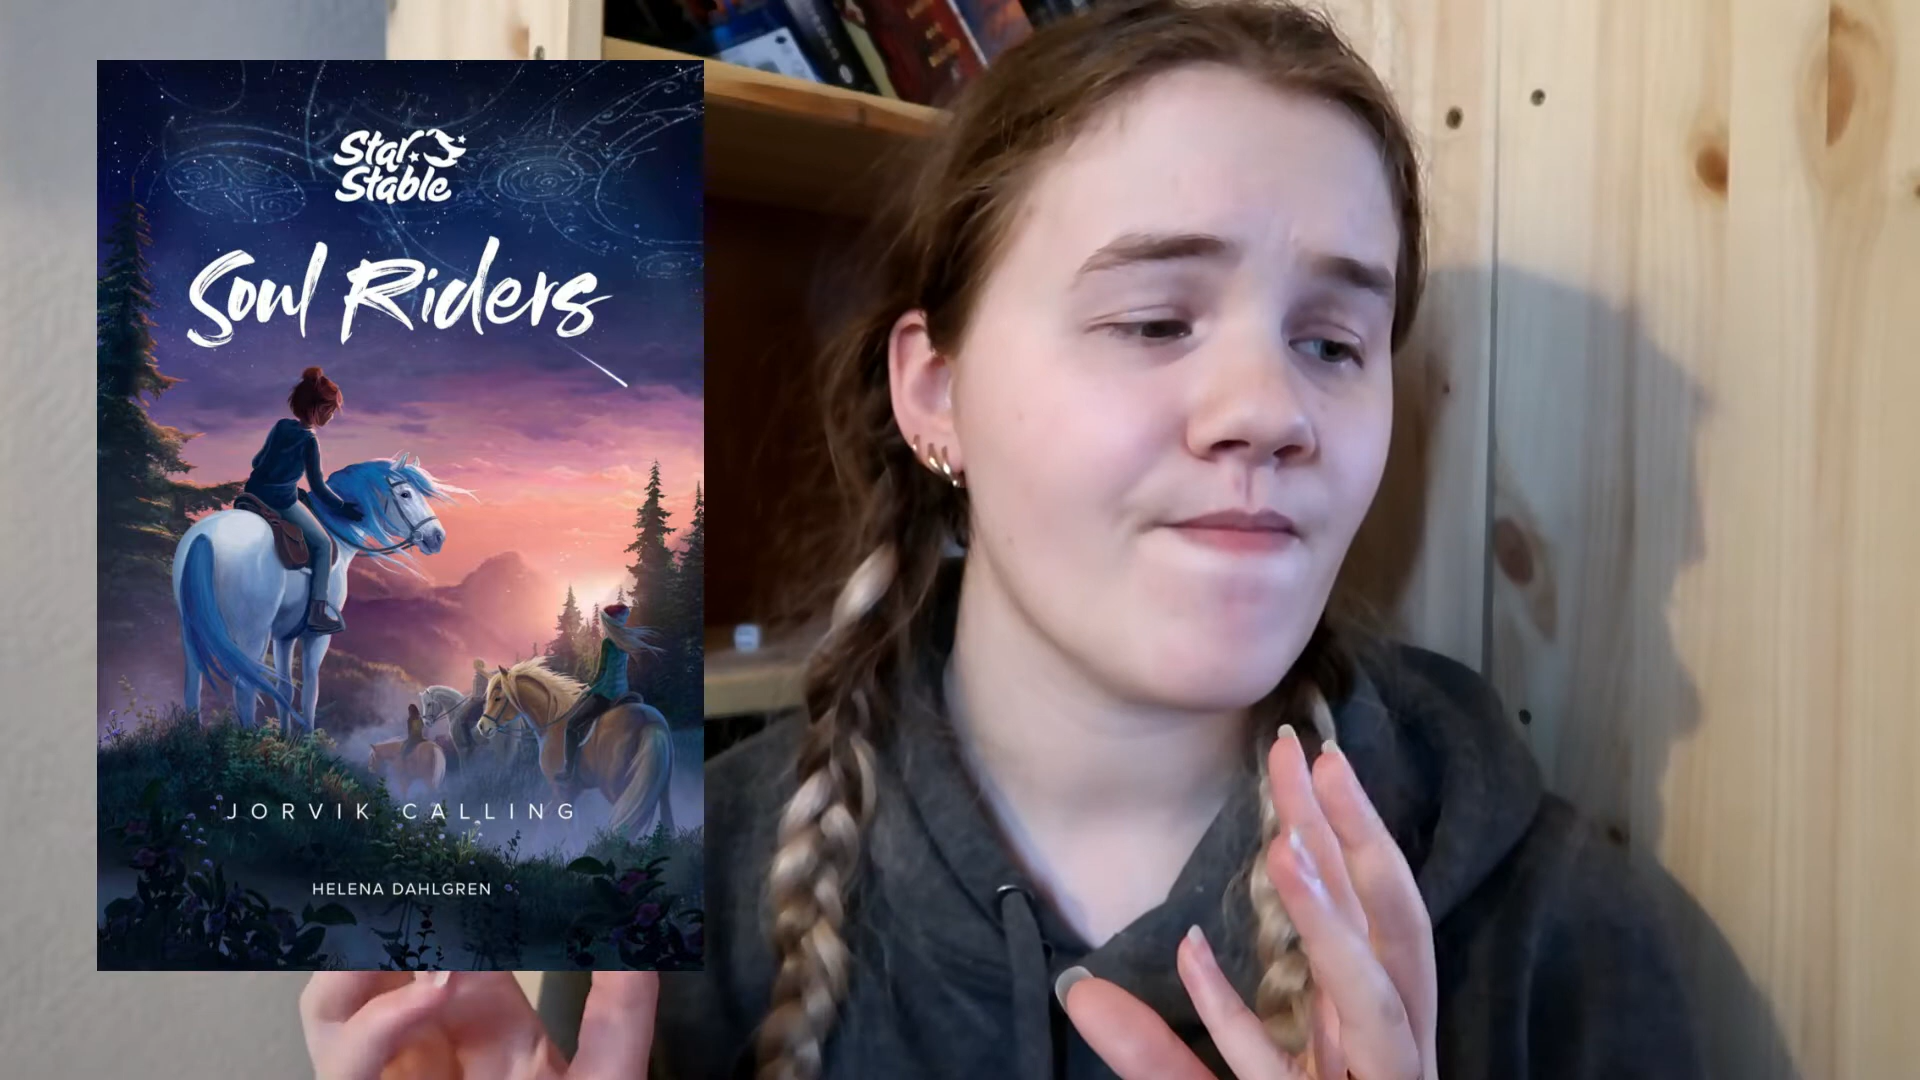 Star
Stable
Soul Riders
JORVIK CALLING
HELENA DAHLGREN